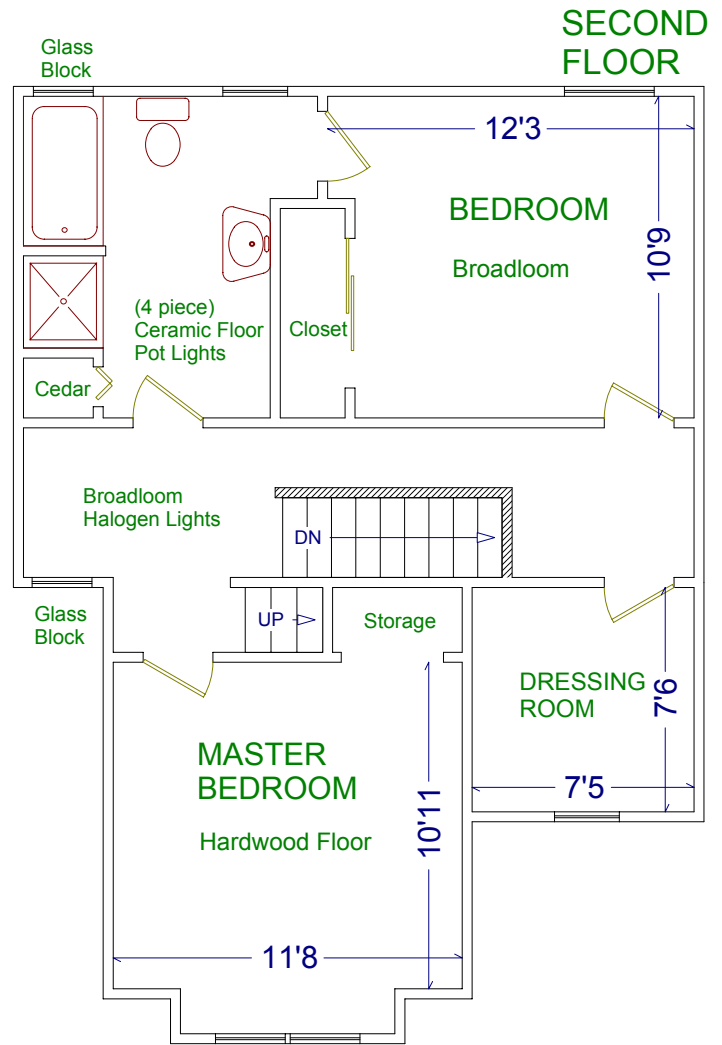 SECOND
FLOOR
Glass
Block
12'3
BEDROOM
10'9
Broadloom
(4 piece)
Ceramic Floor
Pot Lights
Closet
Cedar
Broadloom
Halogen Lights
DN
Glass
Block
UP
Storage
DRESSING
ROOM
7'6
7'5
MASTER
BEDROOM
10'11
Hardwood Floor
11'8